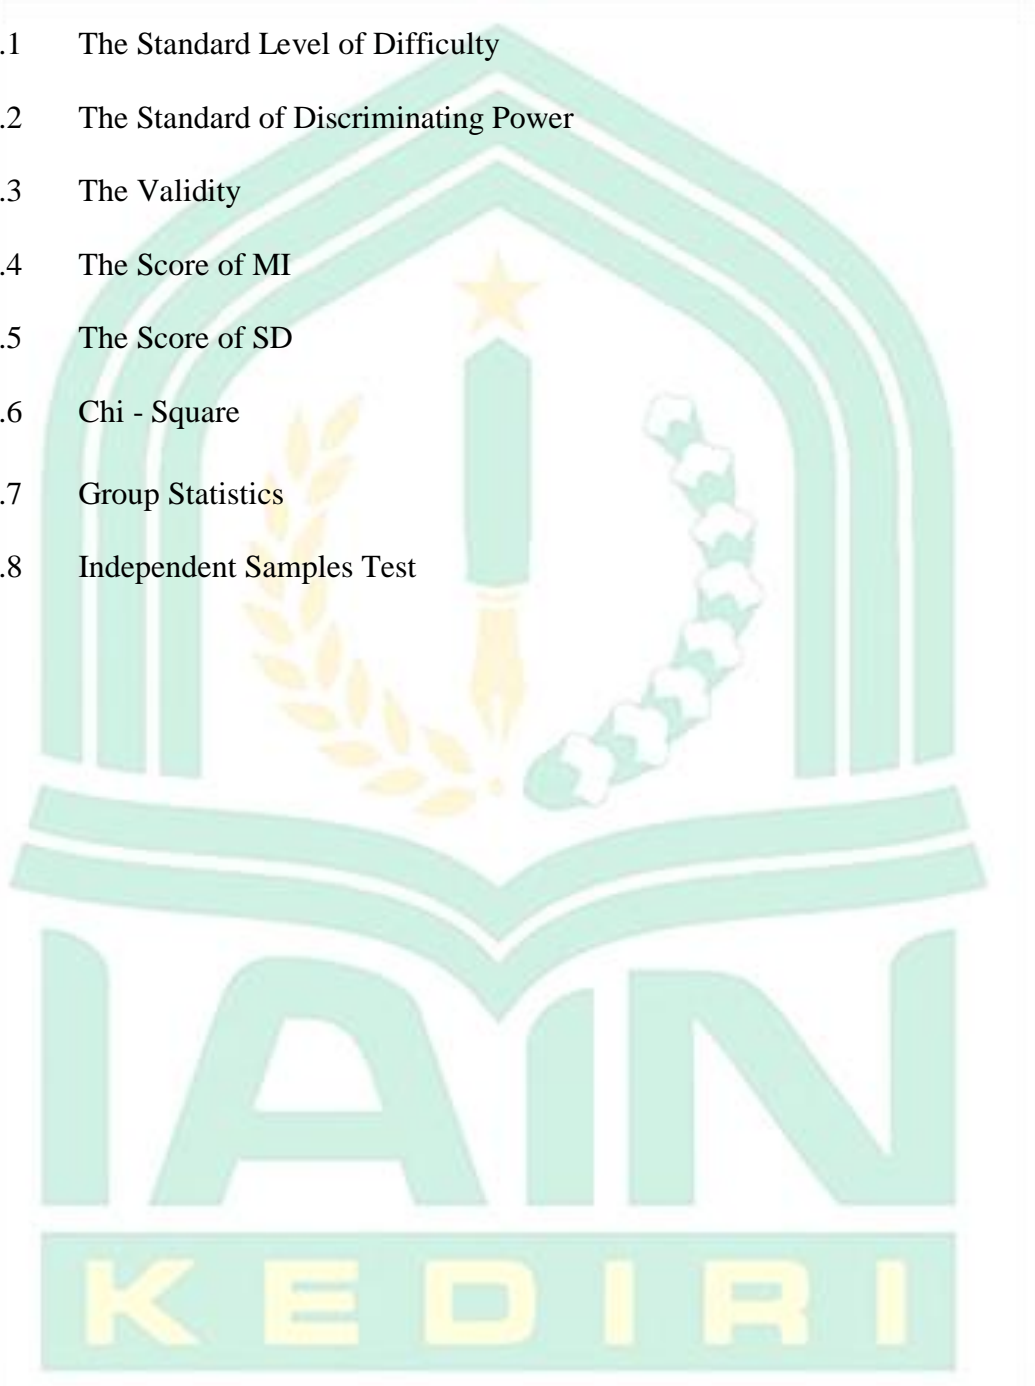 .1 The Standard Level of Difficulty
.2 The Standard of Discriminating Power
.3 The Validity
.4 The Score of MI
.5 The Score of SD
.6 Chi - Square
.7 Group Statistics
.8 Independent Samples Test
IAIN
KEDIRI